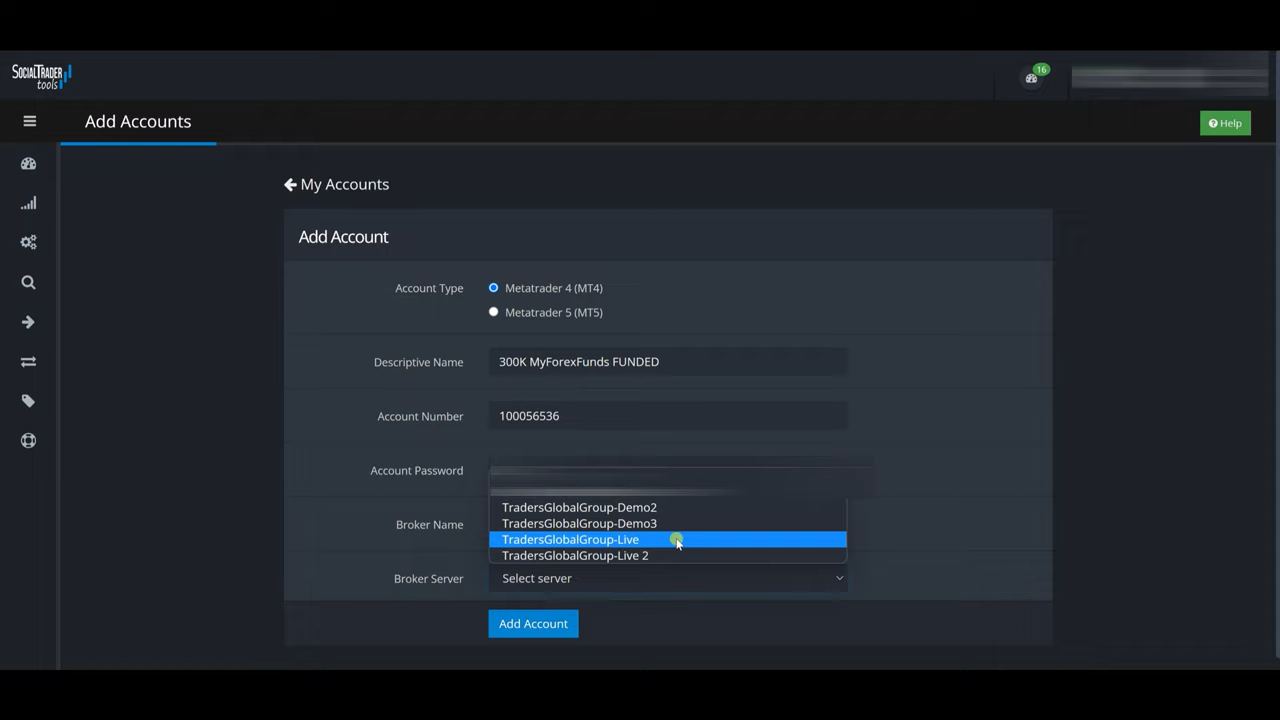 SOCIALTRADER
tools
16
Add Accounts
Help
My Accounts
Add Account
Account Type
Metatrader 4 (MT4)
Metatrader 5 (MT5)
Descriptive Name
300K MyForexFunds FUNDED
Account Number
100056536
Account Password
TradersGlobalGroup-Demo2
Broker Name
TradersGlobalGroup-Demo3
TradersGlobalGroup-Live
TradersGlobalGroup-Live 2
Broker Server
Select server
Add Account